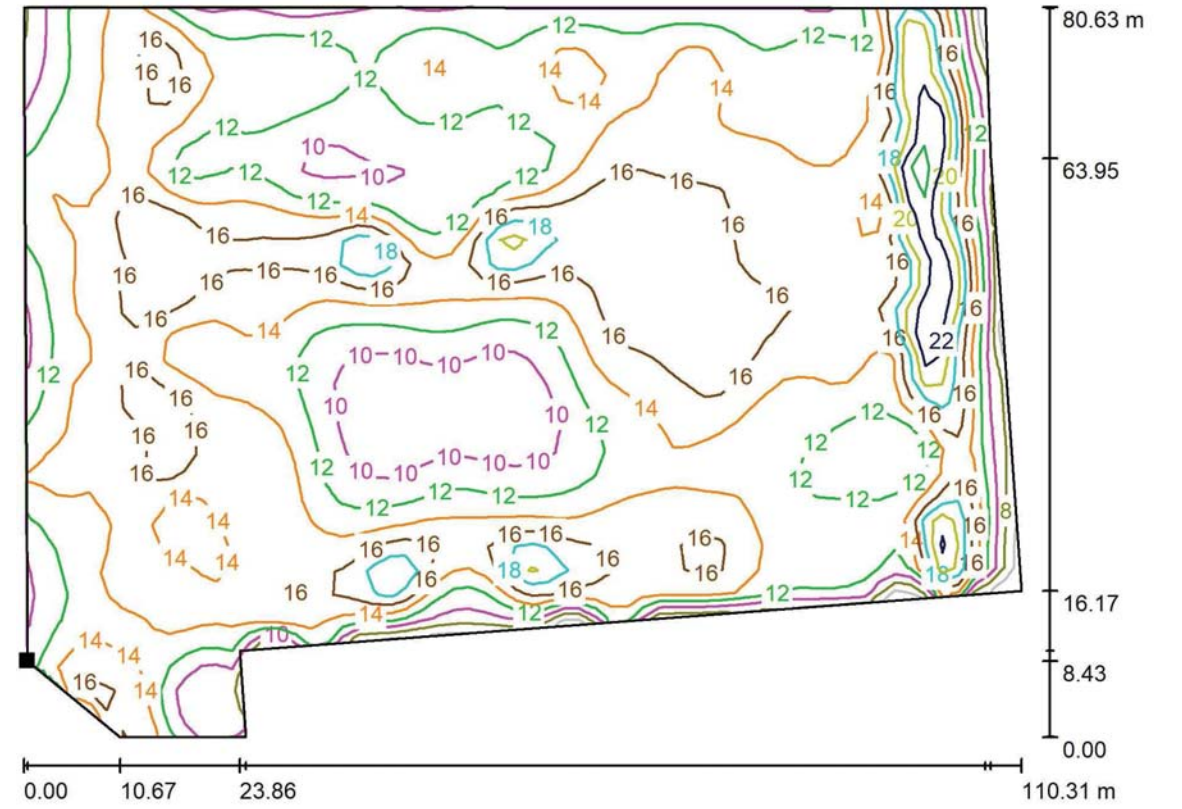 12 12 12 80.63 m
16 12 16
12 14 14
16 16 14 14 16
12 12 12 12
10 18 63.95
12 12 10 12 16 16 20
16 12 14 16 12 14 20
16 18 18 16 16
16 16 16 16 16 16 16 16
16 14 12 16 16 22
10 10 10 10
16 12 12 16
16 10 14 10 12 12 16 16
16 16 12 12
16 12 10 10 10 10 10 12 12 12 16
14 12 12 12 8
14 16 16 16 16 16 14 16
14 14 16 18 16 16 18 16
16 14 12 16 12 16.17
10
14 14 8.43
16 14
0.00
0.00 10.67 23.86 110.31 m